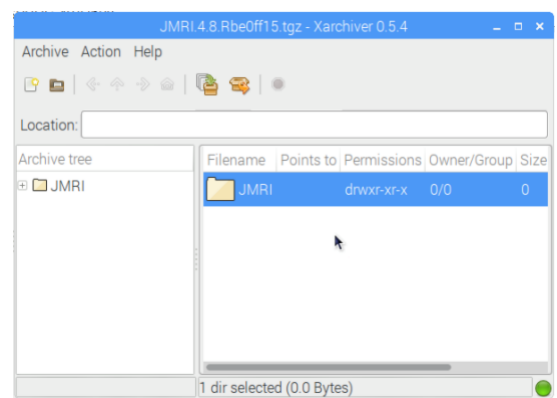 JMRI.4.8.Rbe0ff15.tgz - Xarchiver 0.5.4
Archive Action Help
Location:
Archive tree
JMRI
Filename Points to Permissions Owner/Group Size
JMRI drwxr-xr-x 0/0 0
1 dir selected (0.0 Bytes)